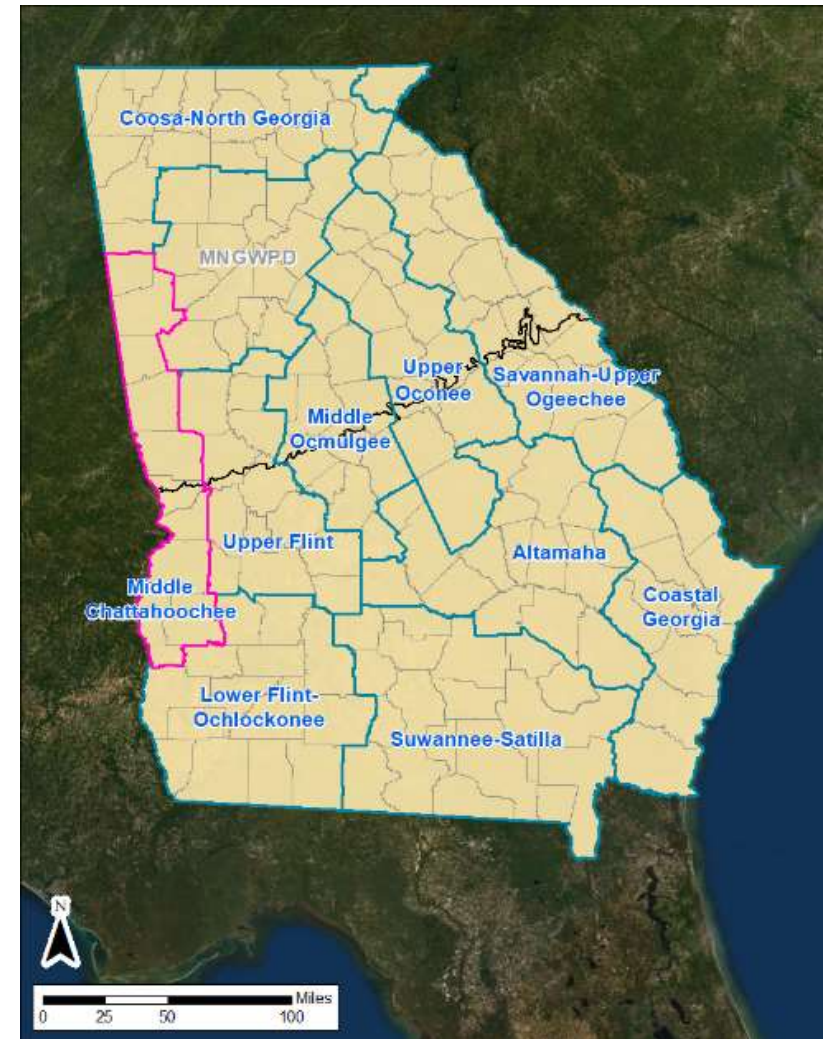 Coosa-North Georgia
MNGWPD
Upper
Oconee
Savannah-Upper
Ogeechee
Middle
Ocmulgee
Upper Flint
Altamaha
Middle
Chattahoochee
Coastal
Georgia
Lower Flint-
Ochlockonee
Suwannee-Satilla
N
Miles
0 25 50 100